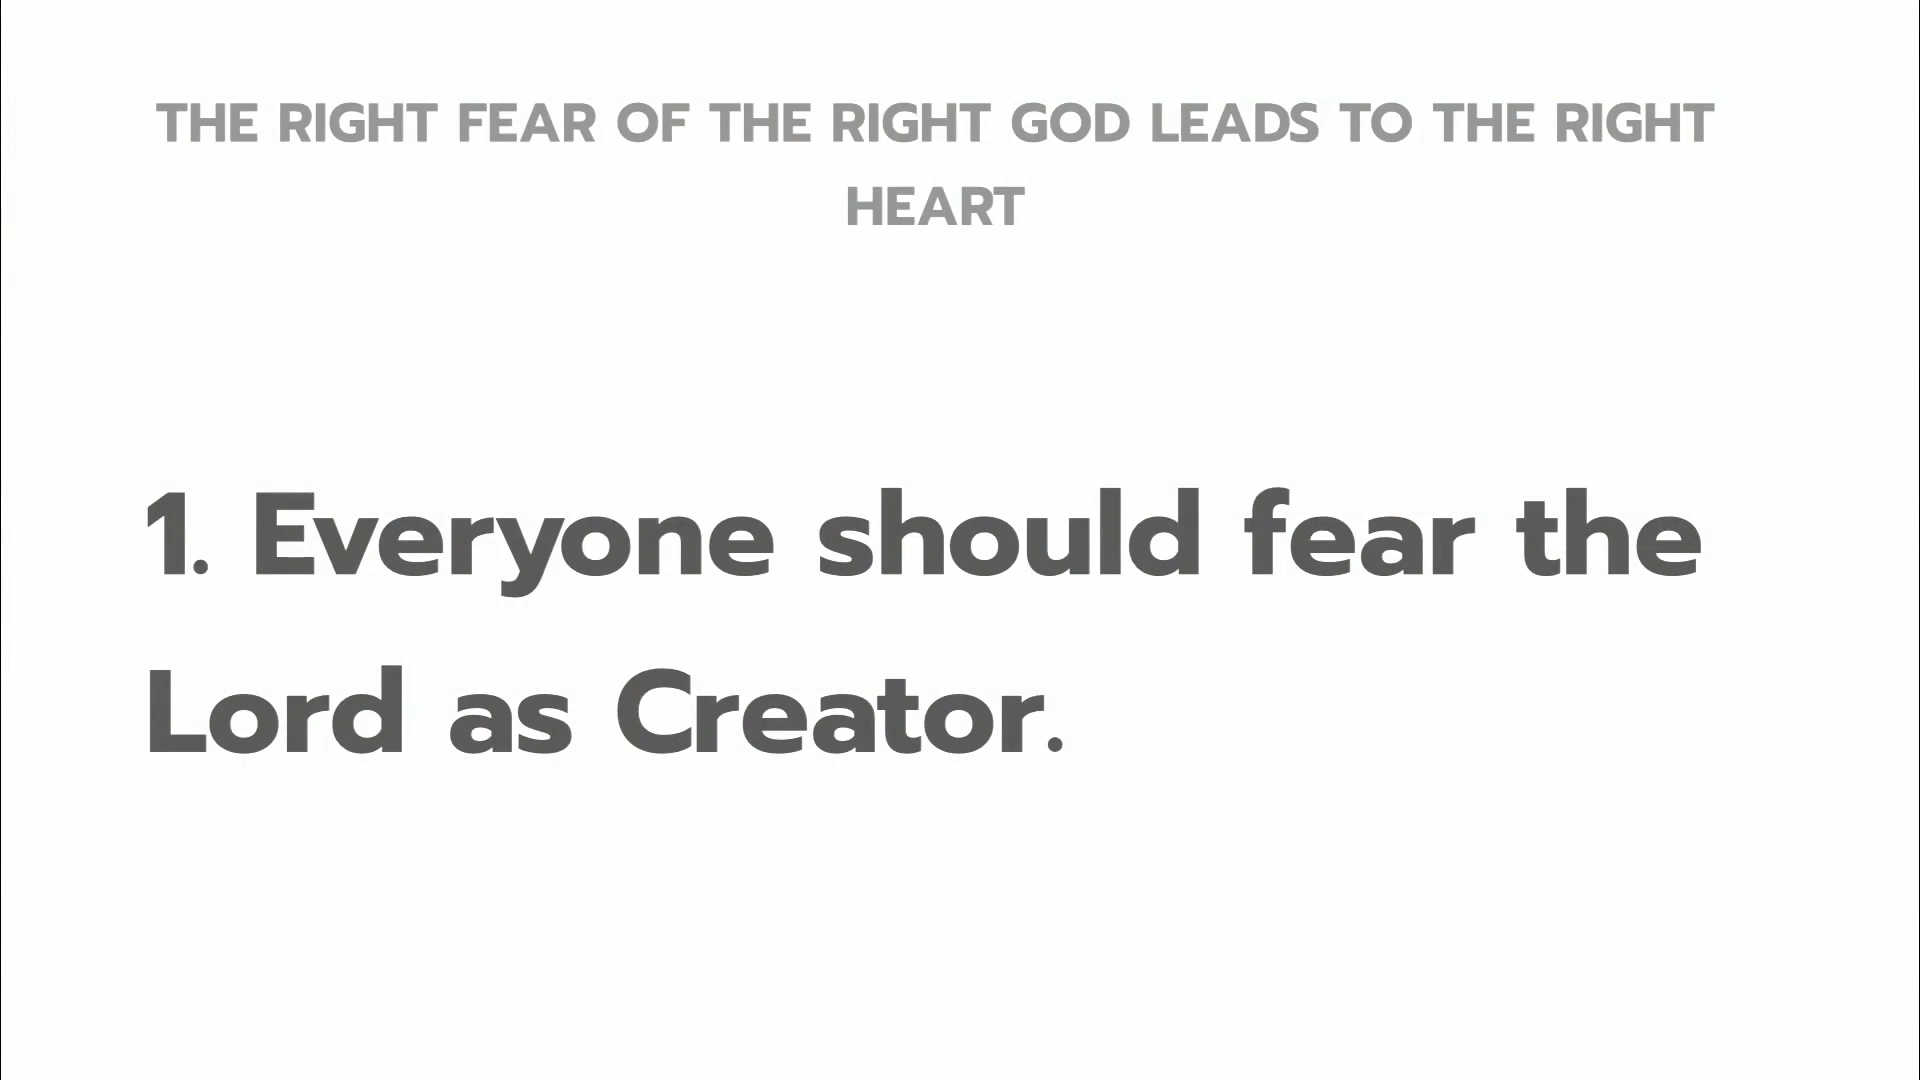 THE RIGHT FEAR OF THE RIGHT GOD LEADS TO THE RIGHT
HEART
1. Everyone should fear the
Lord as Creator.